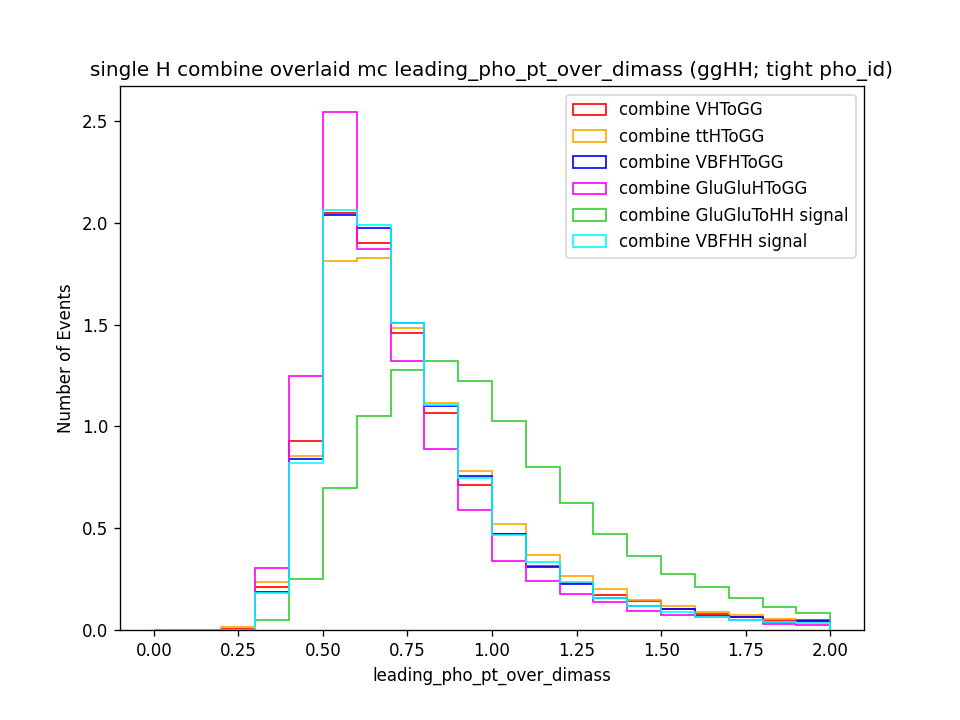 single H combine overlaid mc leading_pho_pt_over_dimass (ggHH; tight pho_id)
combine VHToGG
combine ttHToGG
combine VBFHToGG
combine GluGluHToGG
combine GluGluToHH signal
combine VBFHH signal
Number of Events
2.5
2.0
1.5
1.0
0.5
0.0
0.00 0.25 0.50 0.75 1.00 1.25 1.50 1.75 2.00
leading_pho_pt_over_dimass